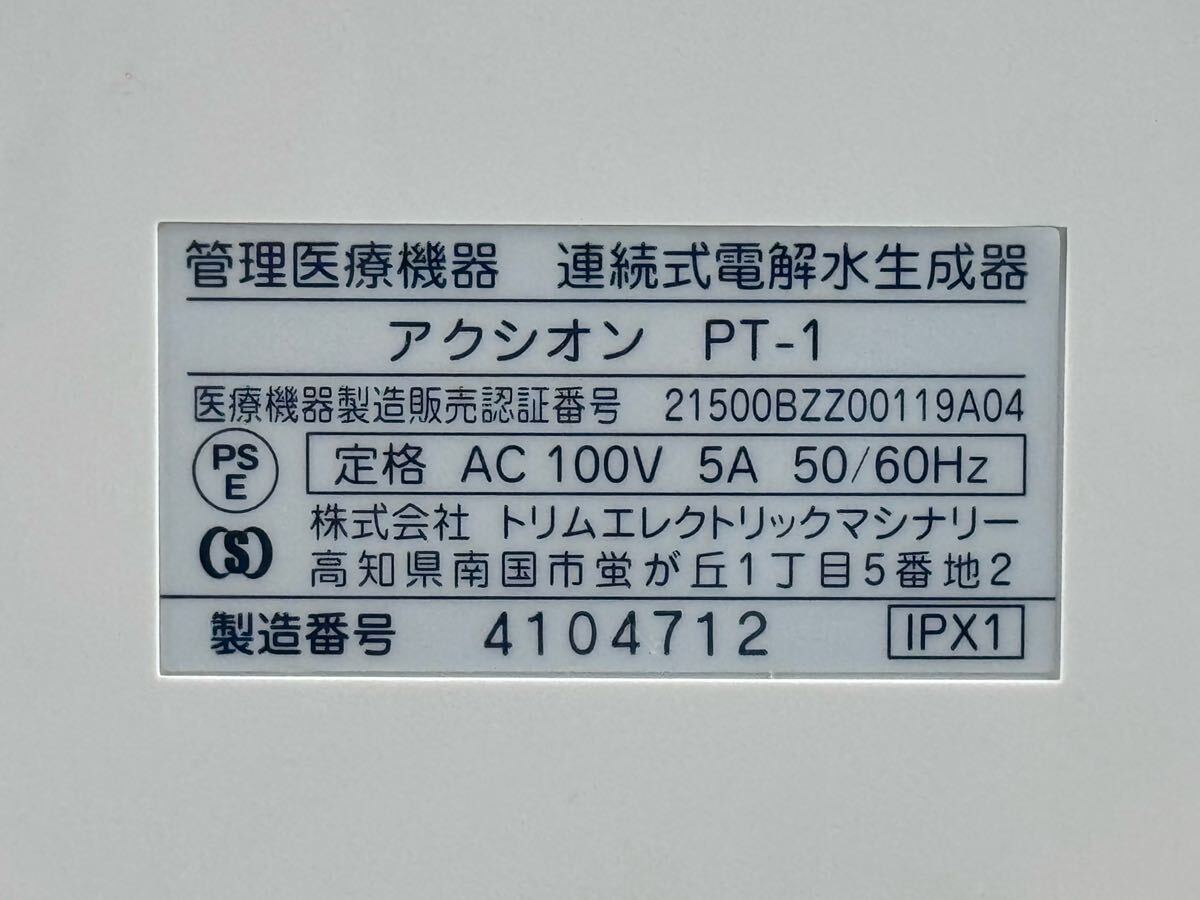 管理医療機器 連続式電解水生成器
アクシオン PT-1
医療機器製造販売認証番号 21500BZZ00119A04
PS
E
定格 AC 100V 5A 50/60Hz
(S)
株式会社 トリムエレクトリックマシナリー
高知県南国市蛍が丘1丁目5番地2
製造番号 4104712 IPX1